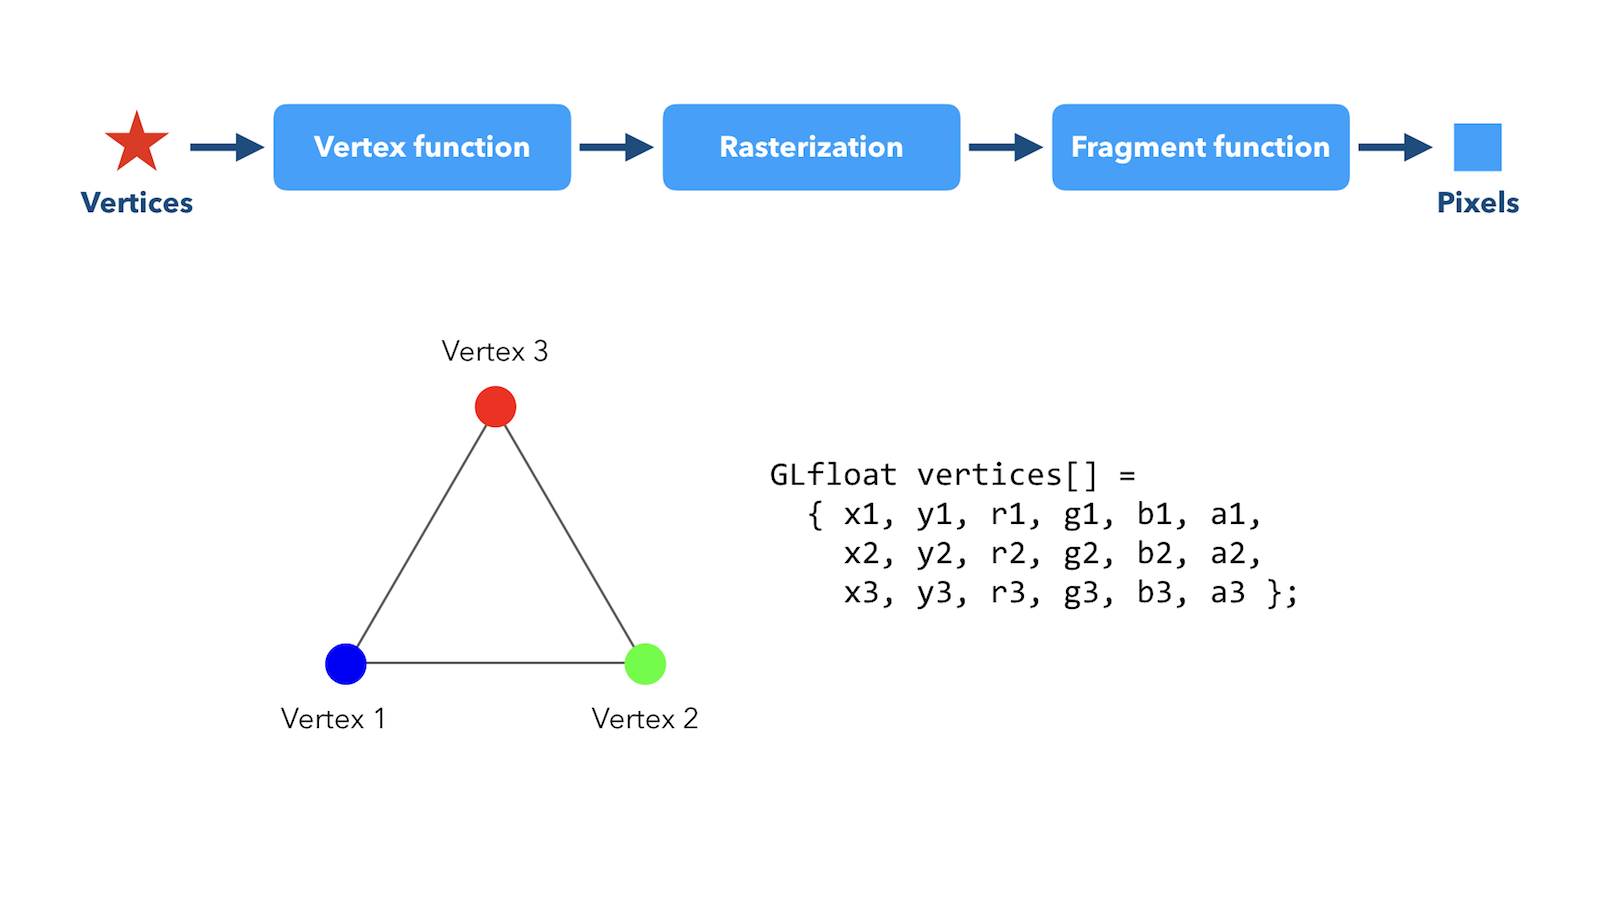 Vertex function
Rasterization
Fragment function
Vertices
Pixels
Vertex 3
GLfloat vertices[] =
{ x1, y1, r1, g1, b1, a1,
x2, y2, r2, g2, b2, a2,
x3, y3, r3, g3, b3, a3 };
Vertex 1
Vertex 2